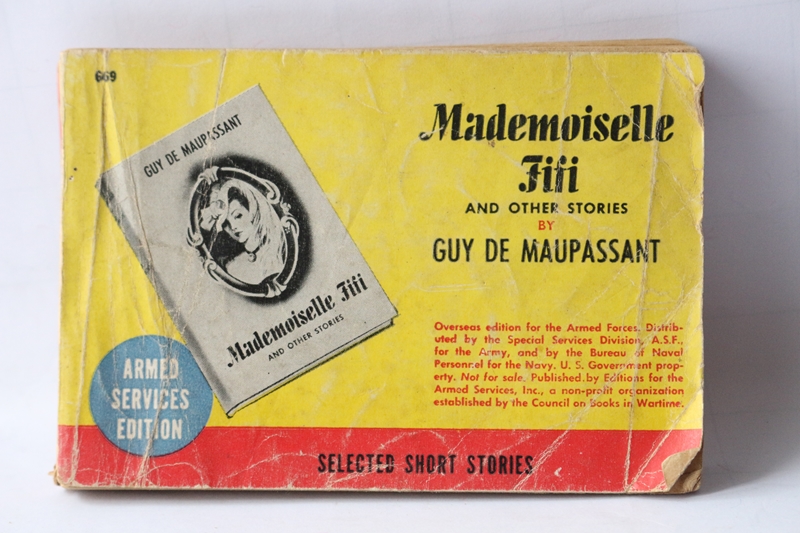 669
GUY DE MAUPASSANT
Mademoiselle Fifi
AND OTHER STORIES
ARMED
SERVICES
EDITION
Mademoiselle
Fifi
AND OTHER STORIES
BY
GUY DE MAUPASSANT
Overseas edition for the Armed Forces. Distrib-
uted by the Special Services Division, A.S.F.,
for the Army, and by the Bureau of Naval
Personnel for the Navy. U. S. Government prop-
erty. Not for sale. Published by Editions for the
Armed Services, Inc., a non-profit organization
established by the Council on Books in Wartime.
SELECTED SHORT STORIES